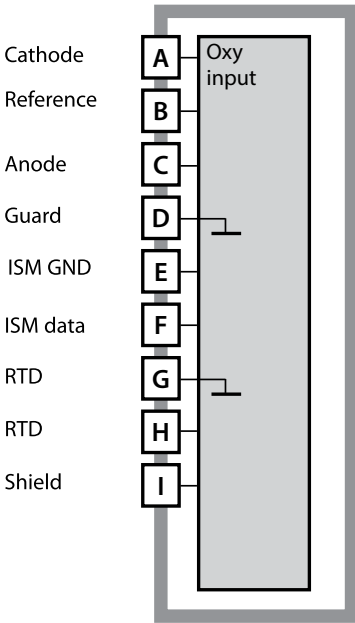 Cathode A Oxy
input
Reference B
Anode C
Guard D
ISM GND E
ISM data F
RTD G
RTD H
Shield I